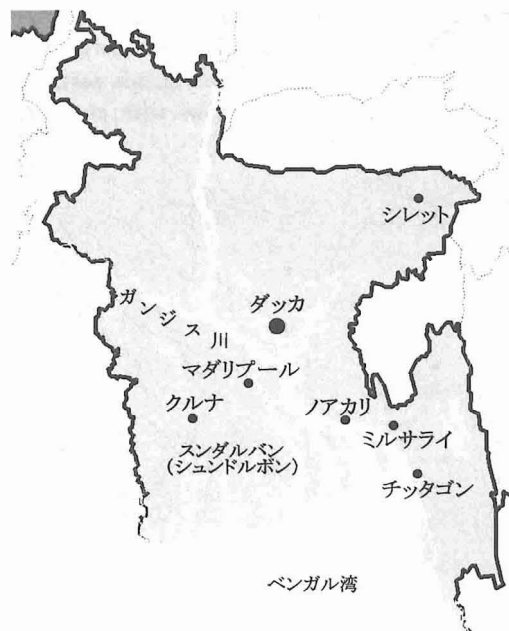 シレット
ダッカ
ガンジス川
マダリプール
クルナ
ノアカリ
ミルサライ
スンダルバン
(シュンドルボン)
チッタゴン
ベンガル湾